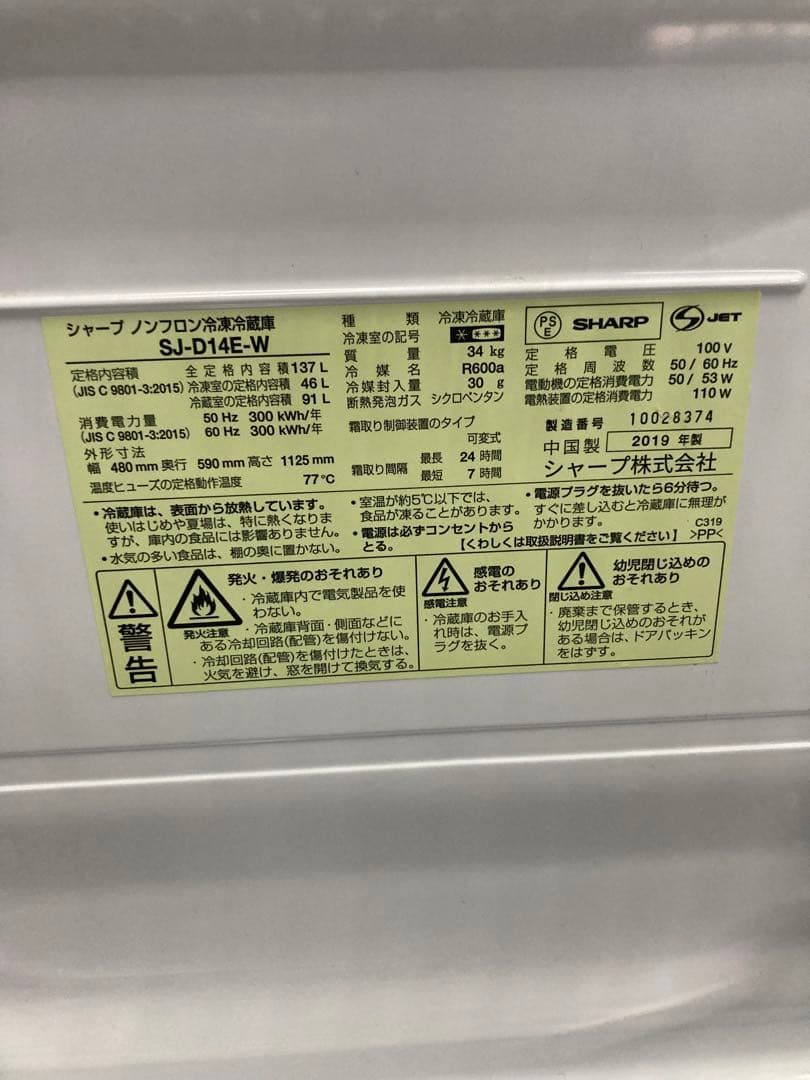 シャープ ノンフロン冷凍冷蔵庫
SJ-D14E-W
定格内容積 全定格内容積 137 L
(JIS C 9801-3:2015) 冷凍室の定格内容積 46 L
冷蔵室の定格内容積 91 L
消費電力量 50 Hz 300 kWh/年
(JIS C 9801-3:2015) 60 Hz 300 kWh/年
外形寸法
幅 480 mm 奥行 590 mm 高さ 1125 mm
温度ヒューズの定格動作温度 77℃
種類 冷凍冷蔵庫
冷凍室の記号 * ***
質量 34 kg
冷媒名 R600a
冷媒封入量 30 g
断熱発泡ガス シクロペンタン
霜取り制御装置のタイプ
可変式
霜取り間隔 最長 24 時間
最短 7 時間
PSE SHARP JET
定格電圧 100 V
定格周波数 50 / 60 Hz
電動機の定格消費電力 50 / 53 W
電熱装置の定格消費電力 110 W
製造番号 10028374
中国製 2019 年製
シャープ株式会社
・冷蔵庫は、表面から放熱しています。
使いはじめや夏場は、特に熱くなりま
すが、庫内の食品には影響ありません。
・水気の多い食品は、棚の奥に置かない。
・室温が約5℃以下では、
食品が凍ることがあります。
・電源は必ずコンセントから
とる。
・電源プラグを抜いたら6分待つ。
すぐに差し込むと冷蔵庫に無理が
かかります。
C319
【くわしくは取扱説明書をご覧ください】 >PP<
警告
発火・爆発のおそれあり
発火注意
・冷蔵庫内で電気製品を使
わない。
・冷蔵庫背面・側面などに
ある冷却回路(配管)を傷付けない。
・冷却回路(配管)を傷付けたときは、
火気を避け、窓を開けて換気する。
感電の
おそれあり
感電注意
・冷蔵庫のお手入
れ時は、電源プ
ラグを抜く。
幼児閉じ込めの
おそれあり
閉じ込め注意
・廃棄まで保管するとき、
幼児閉じ込めのおそれが
ある場合は、ドアパッキン
をはずす。